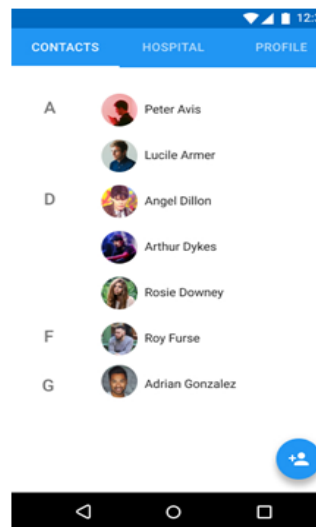 12:
CONTACTS HOSPITAL PROFILE
A Peter Avis
Lucile Armer
D Angel Dillon
Arthur Dykes
Rosie Downey
F Roy Furse
G Adrian Gonzalez